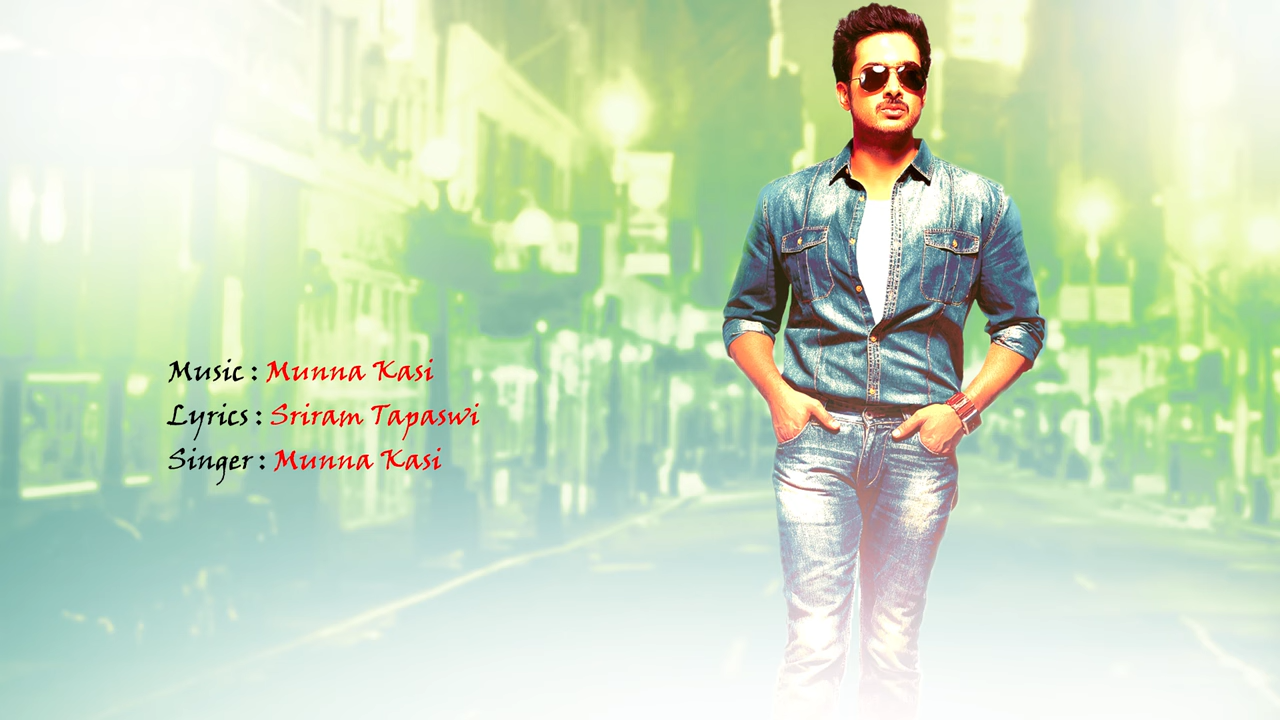 Music : Munna Kasi
Lyrics : Sriram Tapaswi
Singer : Munna Kasi